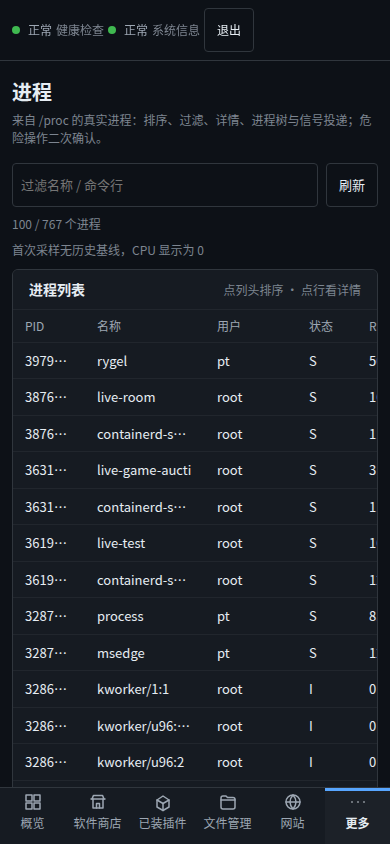 正常 健康检查 正常 系统信息 退出
进程
来自 /proc 的真实进程：排序、过滤、详情、进程树与信号投递；危
险操作二次确认。
过滤名称 / 命令行 刷新
100 / 767 个进程
首次采样无历史基线，CPU 显示为 0
进程列表 点列头排序 · 点行看详情
PID 名称 用户 状态
3979··· rygel pt S
3876··· live-room root S
3876··· containerd-s··· root S
3631··· live-game-aucti root S
3631··· containerd-s··· root S
3619··· live-test root S
3619··· containerd-s··· root S
3287··· process pt S
3287··· msedge pt S
3286··· kworker/1:1 root I
3286··· kworker/u96:··· root I
3286··· kworker/u96:2 root I
概览 软件商店 已装插件 文件管理 网站 更多